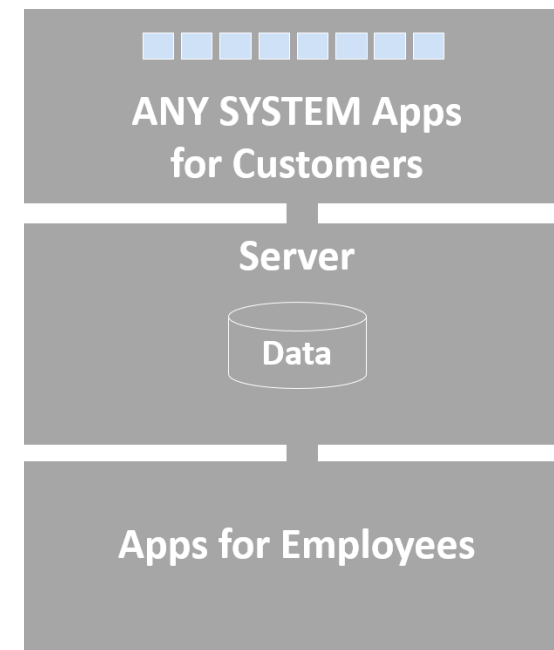 ANY SYSTEM Apps
for Customers
Server
Data
Apps for Employees